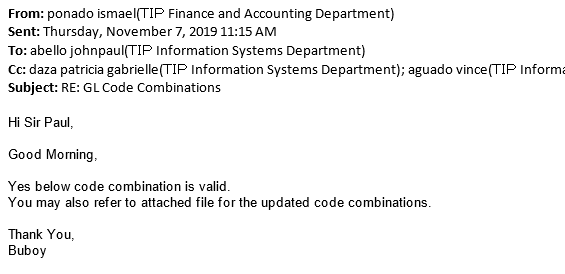 From: ponado ismael(TIP Finance and Accounting Department)
Sent: Thursday, November 7, 2019 11:15 AM
To: abello johnpaul(TIP Information Systems Department)
Cc: daza patricia gabrielle(TIP Information Systems Department); aguado vince(TIP Informa
Subject: RE: GL Code Combinations
Hi Sir Paul,
Good Morning,
Yes below code combination is valid.
You may also refer to attached file for the updated code combinations.
Thank You,
Buboy